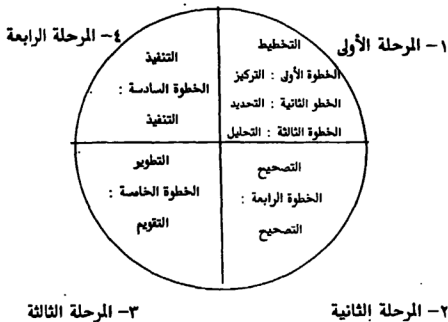 ١- المرحلة الأولى
التخطيط
الخطوة الأولى : التركيز
الخطو الثانية : التحديد
الخطوة الثالثة : التحليل
٢- المرحلة الثانية
التصحيح
الخطوة الرابعة :
التصحيح
٣- المرحلة الثالثة
التطوير
الخطوة الخامسة :
التقويم
٤- المرحلة الرابعة
التنفيذ
الخطوة السادسة :
التنفيذ